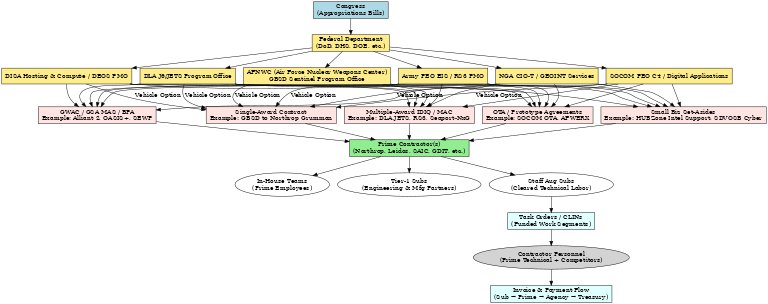 Congress
(Appropriations Bills)
Federal Department
(DoD, DHS, DOE, etc.)
DISA Hosting & Compute / DEOS PMO
DLA J6/JETS Program Office
AFNWC (Air Force Nuclear Weapons Center)
GBSD Sentinel Program Office
Army PEO EIS / RS3 PMO
NGA CIO-T / GEOINT Services
SOCOM PEO C4 / Digital Applications
Vehicle Option
Vehicle Option
Vehicle Option
Vehicle Option
Vehicle Option
Vehicle Option
GWAC / GSA MAS / BPA
Example: Alliant 2, OASIS+, SEWP
Single-Award Contract
Example: GBSD to Northrop Grumman
Multiple-Award IDIQ / MAC
Example: DLA JETS, RS3, Seaport-NxG
OTA / Prototype Agreements
Example: SOCOM OTA, AFWERX
Small Biz Set-Asides
Example: HUBZone Intel Support, SDVOSB Cyber
Prime Contractor(s)
(Northrop, Leidos, SAIC, GDIT, etc.)
In-House Teams
(Prime Employees)
Tier-1 Subs
(Engineering & Mfg Partners)
Staff Aug Subs
(Cleared Technical Labor)
Task Orders / CLINs
(Funded Work Segments)
Contractor Personnel
(Prime Technical + Competitors)
Invoice & Payment Flow
(Sub → Prime → Agency → Treasury)